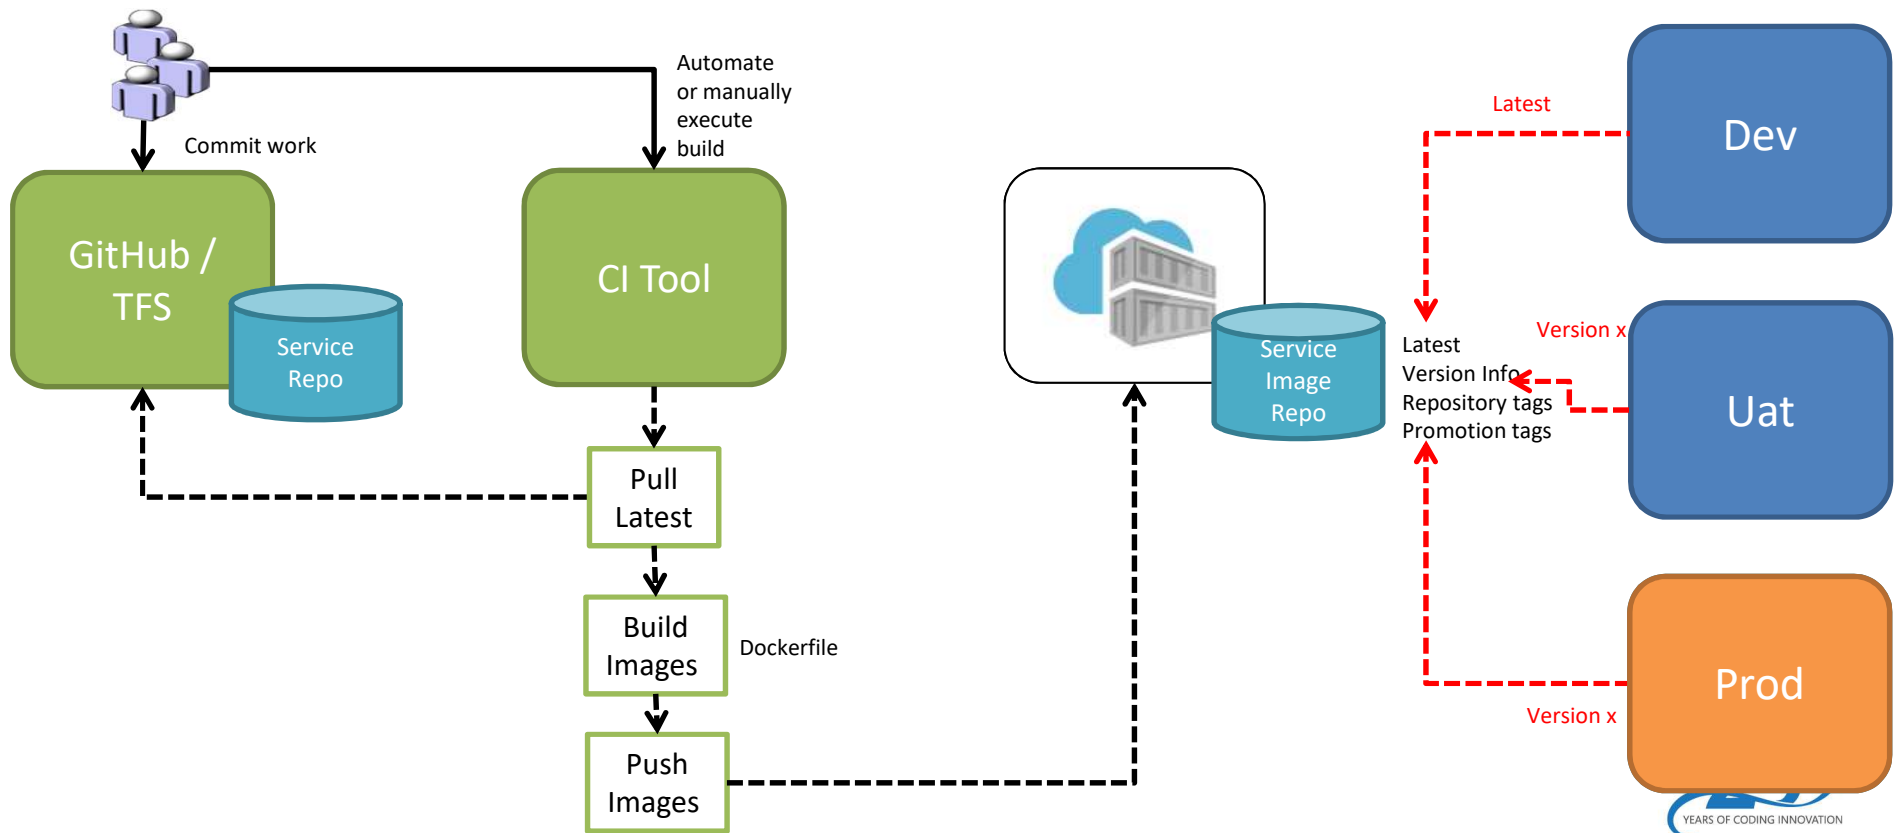 Automate
or manually
execute
build
Commit work
GitHub /
TFS
Service
Repo
CI Tool
Pull
Latest
Build
Images
Dockerfile
Push
Images
Service
Image
Repo
Latest
Version Info
Repository tags
Promotion tags
Latest
Dev
Version x
Uat
Prod
Version x
YEARS OF CODING INNOVATION